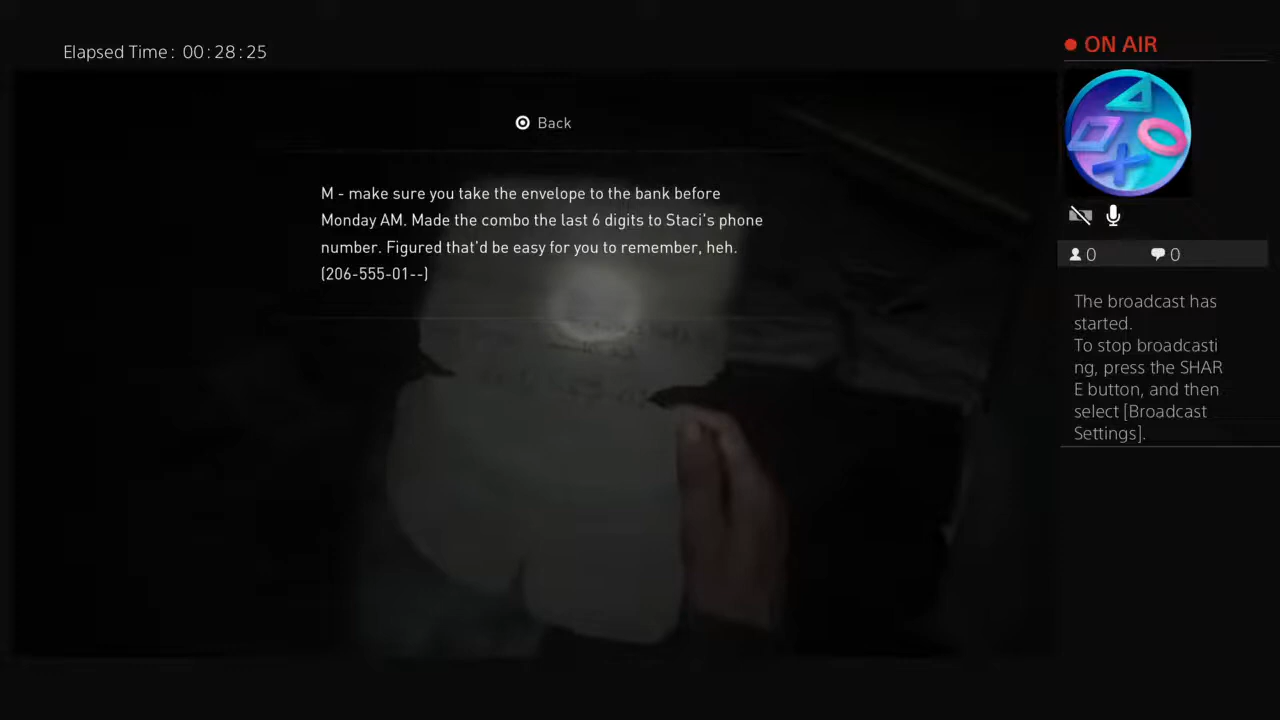 Elapsed Time: 00:28:25
ON AIR
Back
M - make sure you take the envelope to the bank before
Monday AM. Made the combo the last 6 digits to Staci's phone
number. Figured that'd be easy for you to remember, heh.
(206-555-01--)
0 0
The broadcast has
started.
To stop broadcasti
ng, press the SHAR
E button, and then
select [Broadcast
Settings].